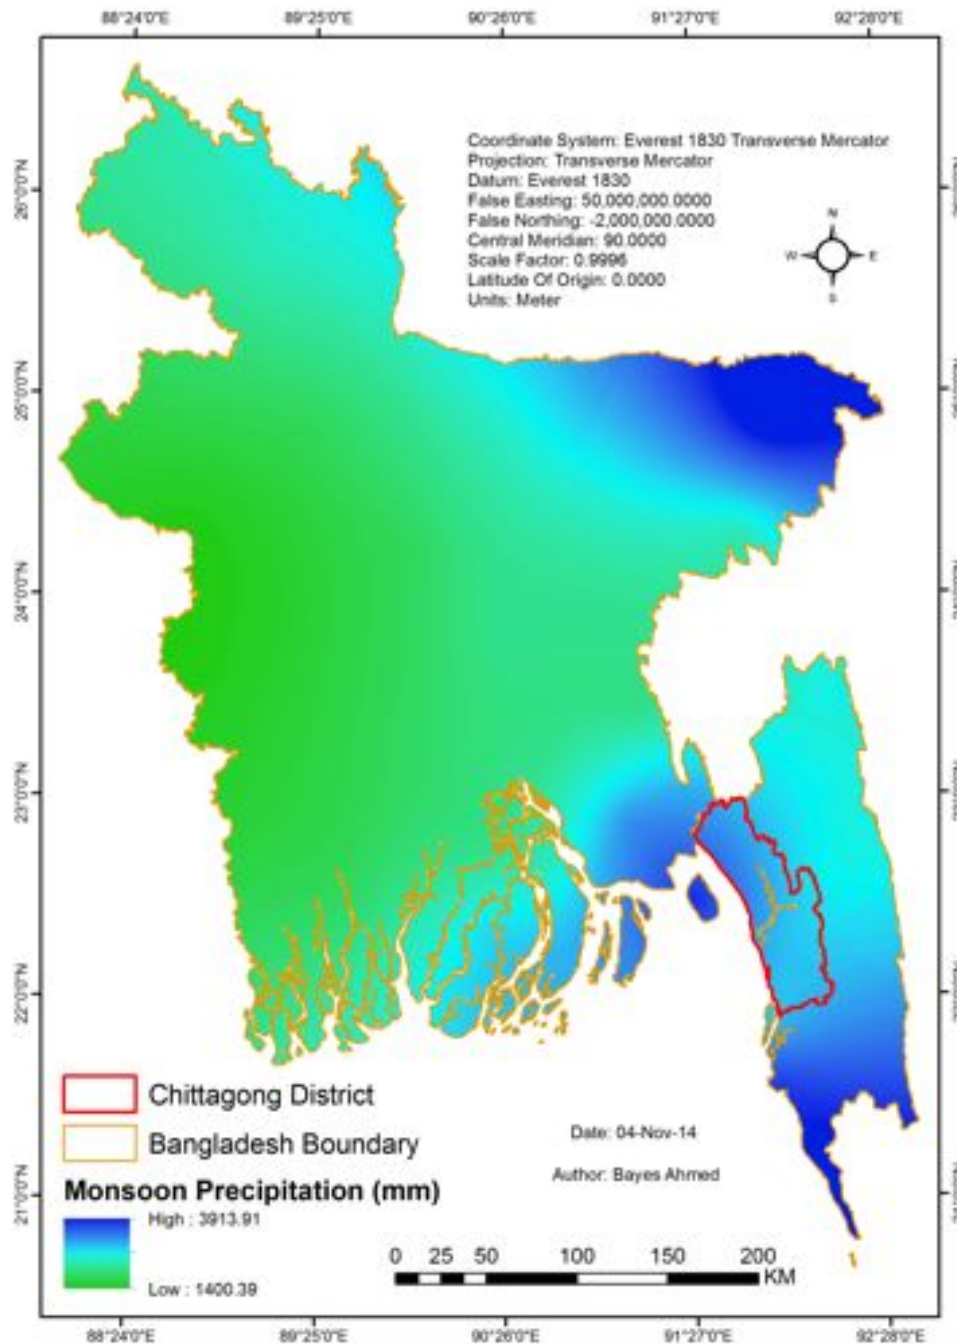 88°24'0"E 89°25'0"E 90°26'0"E 91°27'0"E 92°28'0"E
Coordinate System: Everest 1830 Transverse Mercator
Projection: Transverse Mercator
Datum: Everest 1830
False Easting: 50,000,000.0000
False Northing: -2,000,000.0000
Central Meridian: 90.0000
Scale Factor: 0.9996
Latitude Of Origin: 0.0000
Units: Meter
N
W E
S
26°0'0"N
25°0'0"N
24°0'0"N
23°0'0"N
22°0'0"N
21°0'0"N
Chittagong District
Bangladesh Boundary
Date: 04-Nov-14
Author: Bayes Ahmed
Monsoon Precipitation (mm)
High : 3913.91
Low : 1400.39
0 25 50 100 150 200
KM
88°24'0"E 89°25'0"E 90°26'0"E 91°27'0"E 92°28'0"E